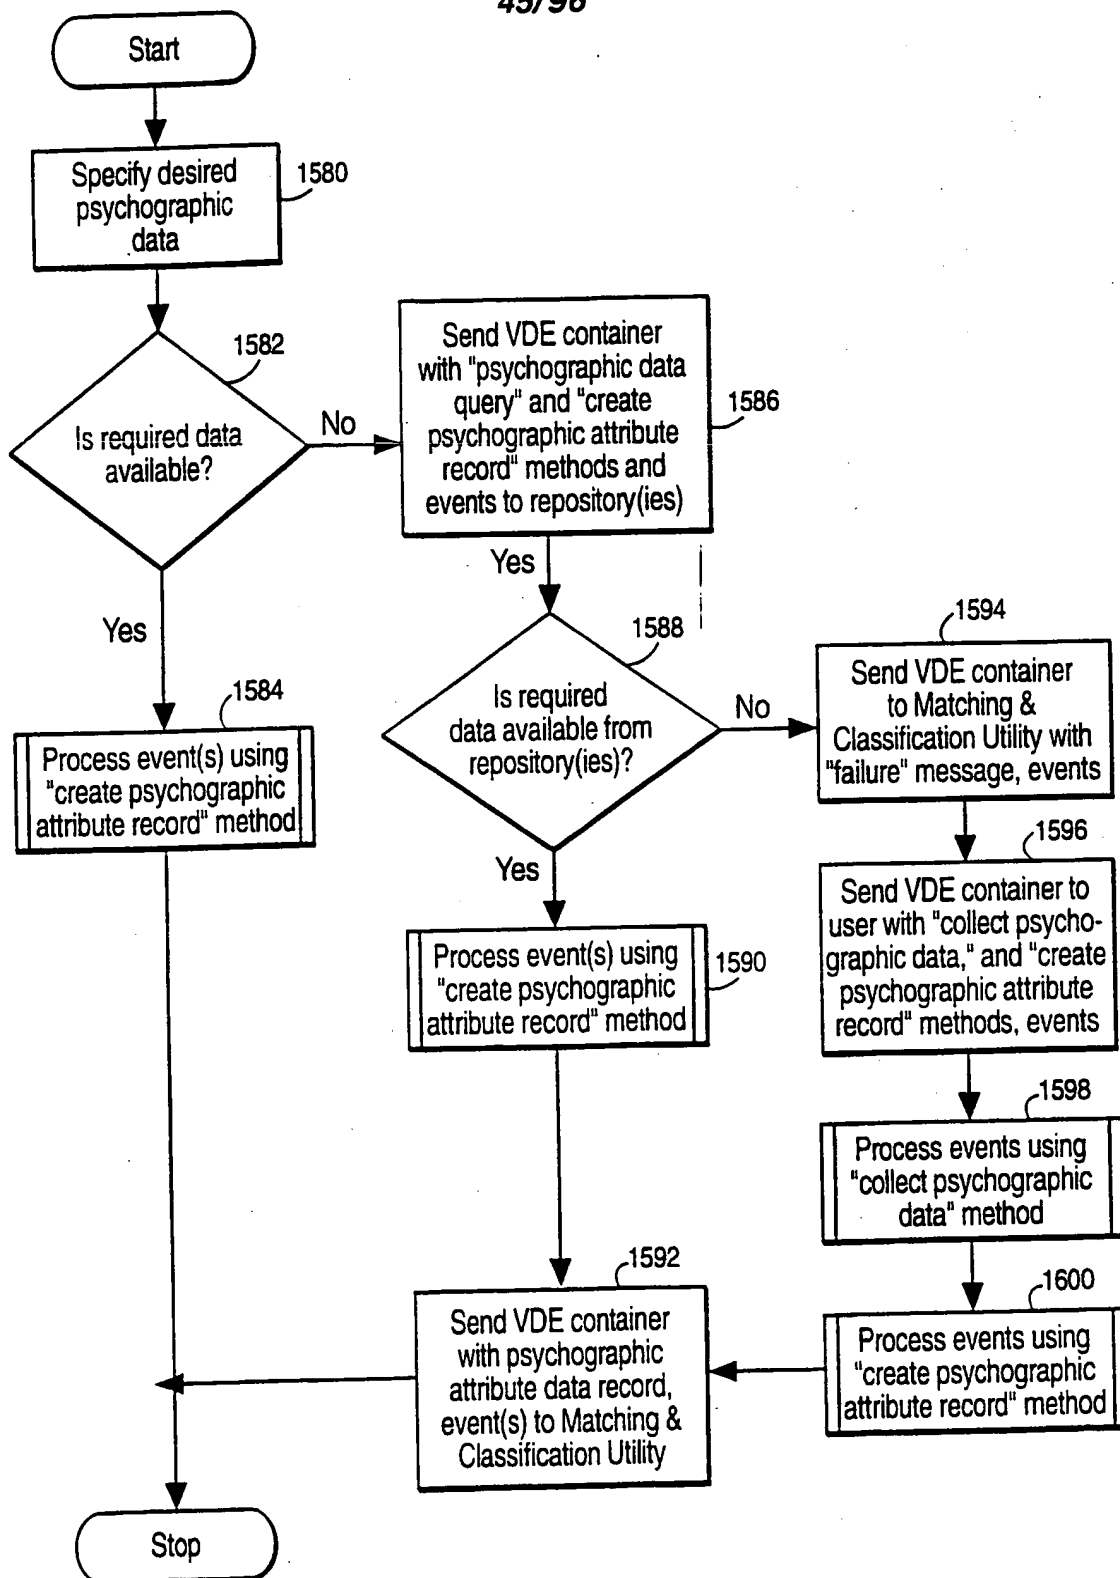 45/96
Start
Specify desired
psychographic
data
1580
1582
Is required data
available?
No
Yes
Send VDE container
with "psychographic data
query" and "create
psychographic attribute
record" methods and
events to repository(ies)
1586
Yes
1584
Process event(s) using
"create psychographic
attribute record" method
1588
Is required
data available from
repository(ies)?
No
Yes
1594
Send VDE container
to Matching &
Classification Utility with
"failure" message, events
1596
Send VDE container to
user with "collect psycho-
graphic data," and "create
psychographic attribute
record" methods, events
Process event(s) using
"create psychographic
attribute record" method
1590
1598
Process events using
"collect psychographic
data" method
1592
Send VDE container
with psychographic
attribute data record,
event(s) to Matching &
Classification Utility
1600
Process events using
"create psychographic
attribute record" method
Stop